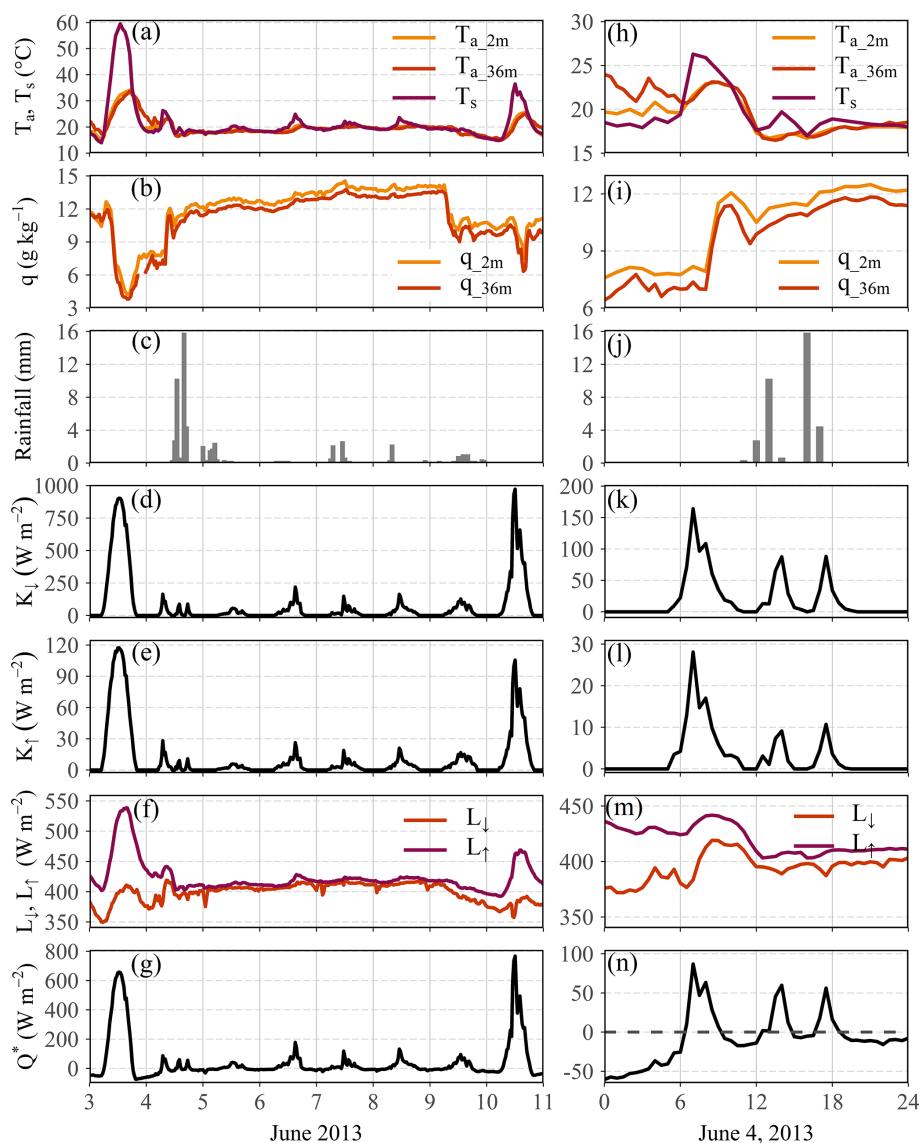 (a)
T_a, T_s (°C)
60
50
40
30
20
10
T_a_2m
T_a_36m
T_s
(h)
30
25
20
15
T_a_2m
T_a_36m
T_s
(b)
q (g kg⁻¹)
15
12
9
6
3
q_2m
q_36m
(i)
12
9
6
q_2m
q_36m
(c)
Rainfall (mm)
16
12
8
4
0
(j)
16
12
8
4
0
(d)
K↓ (W m⁻²)
1000
750
500
250
0
(k)
200
150
100
50
0
(e)
K↑ (W m⁻²)
120
90
60
30
0
(l)
30
20
10
0
(f)
L↓, L↑ (W m⁻²)
550
500
450
400
350
L↓
L↑
(m)
450
400
350
L↓
L↑
(g)
Q* (W m⁻²)
800
600
400
200
0
3 4 5 6 7 8 9 10 11
June 2013
(n)
100
50
0
−50
0 6 12 18 24
June 4, 2013